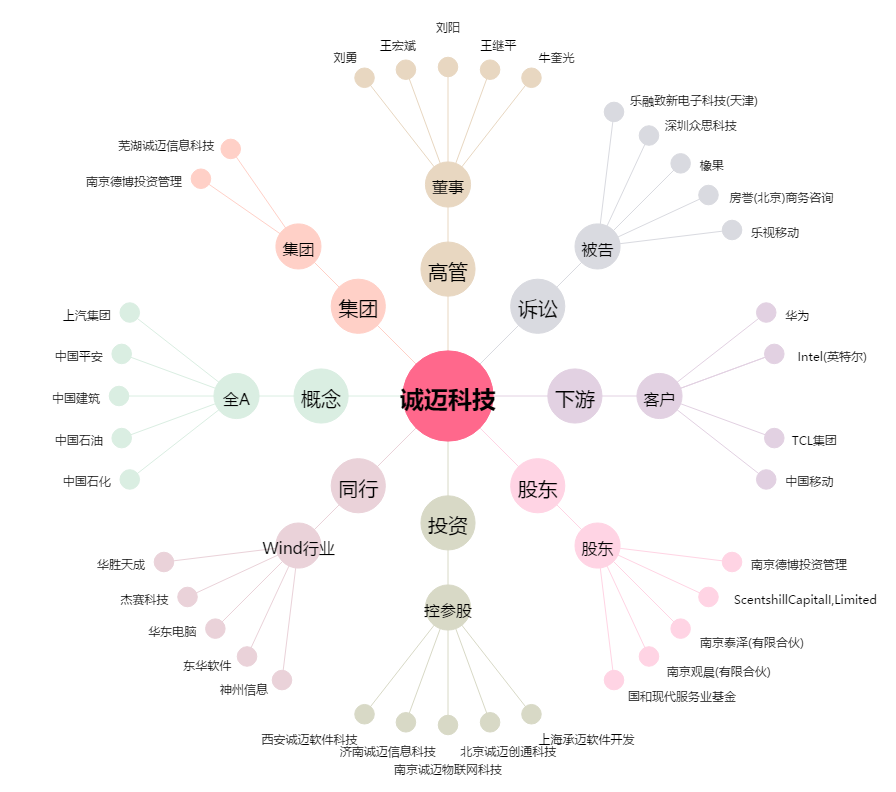 刘阳
王宏斌
王继平
刘勇
牛奎光
乐融致新电子科技(天津)
深圳众思科技
芜湖诚迈信息科技
橡果
南京德博投资管理
董事
房誉(北京)商务咨询
乐视移动
集团
被告
高管
集团
诉讼
上汽集团
华为
中国平安
Intel(英特尔)
中国建筑
全A
概念
诚迈科技
下游
客户
中国石油
TCL集团
中国石化
中国移动
同行
股东
投资
Wind行业
股东
华胜天成
南京德博投资管理
杰赛科技
控参股
ScentshillCapitalI,Limited
华东电脑
南京泰泽(有限合伙)
东华软件
南京观晨(有限合伙)
神州信息
国和现代服务业基金
西安诚迈软件科技
上海承迈软件开发
济南诚迈信息科技
北京诚迈创通科技
南京诚迈物联网科技